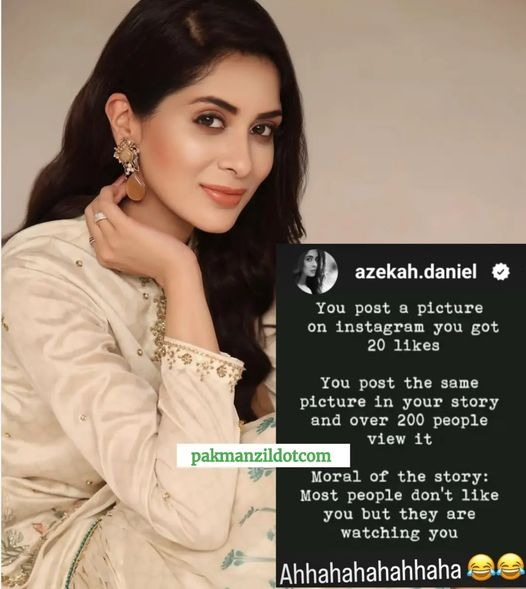 azekah.daniel
You post a picture
on instagram you got
20 likes
You post the same
picture in your story
and over 200 people
view it
Moral of the story:
Most people don't like
you but they are
watching you
Ahhahahahahhaha 😂😂
pakmanzildotcom